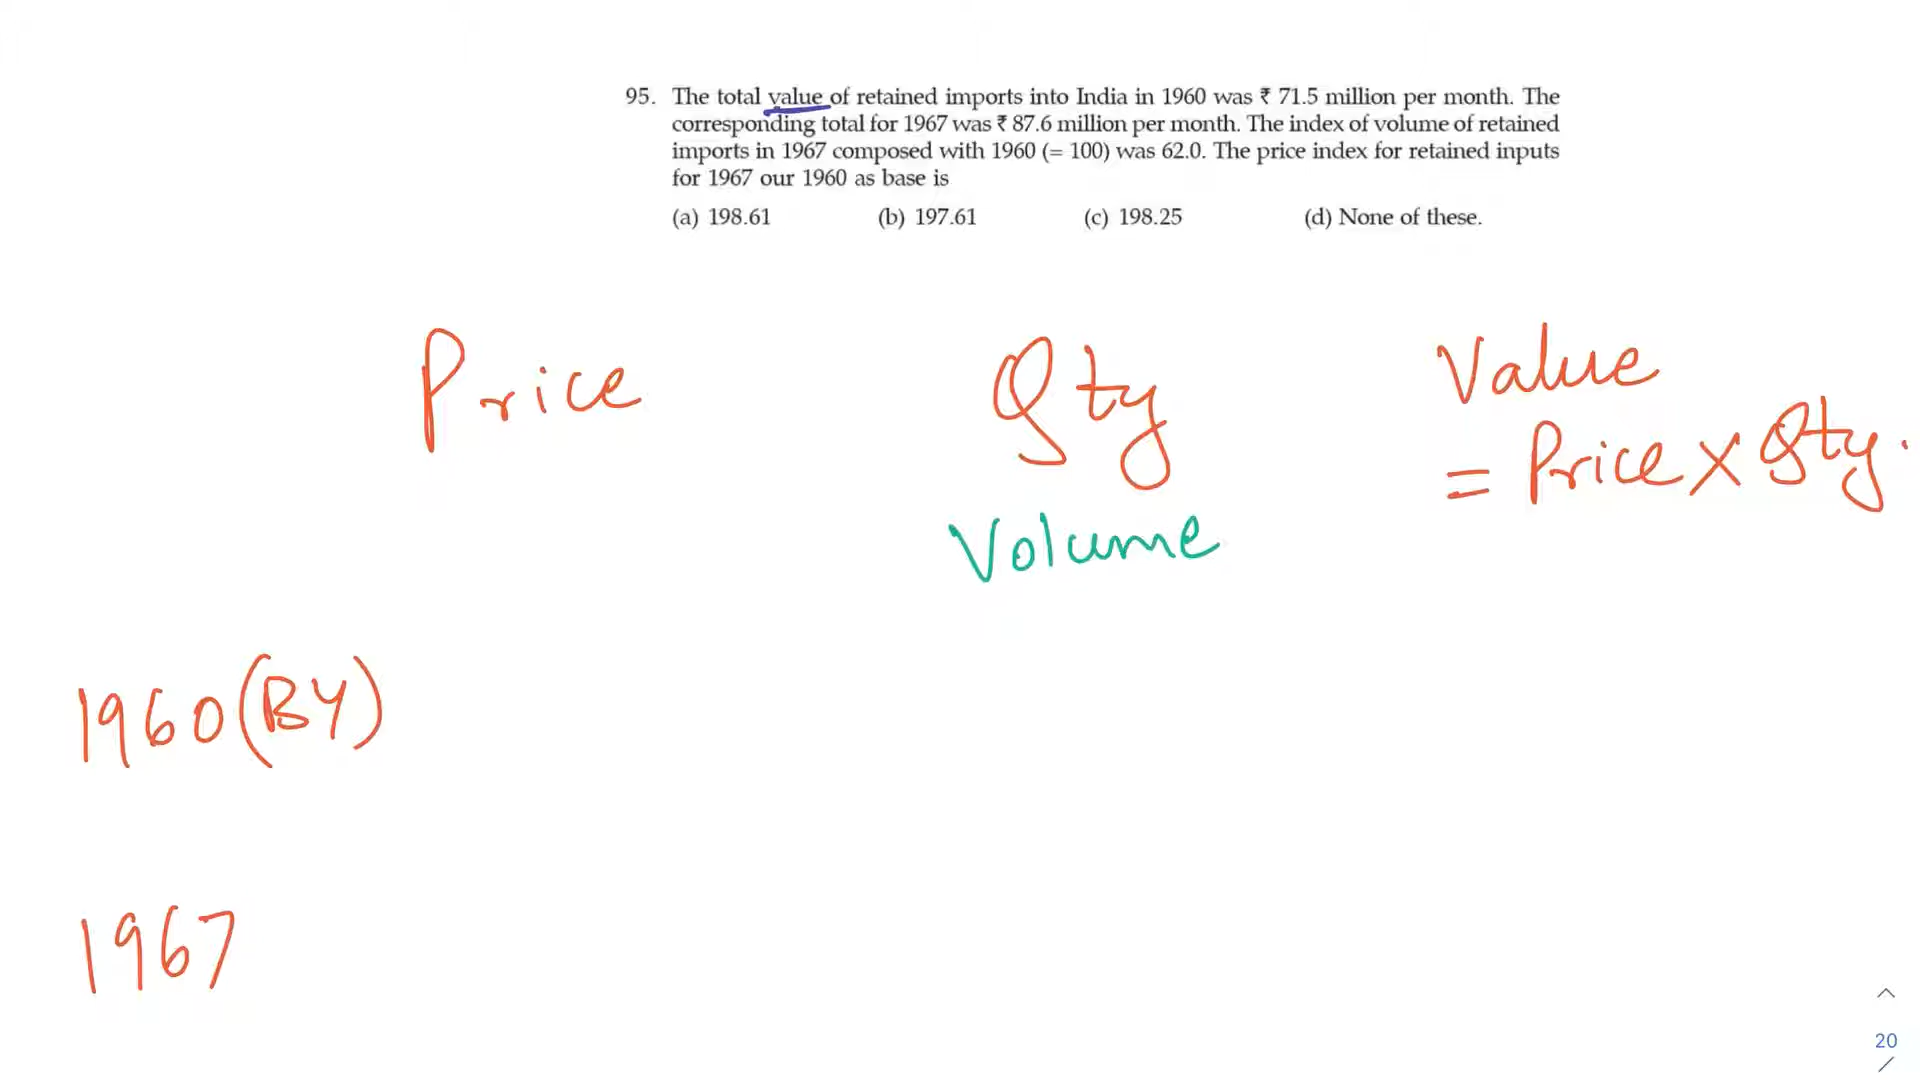 95. The total value of retained imports into India in 1960 was ₹ 71.5 million per month. The
corresponding total for 1967 was ₹ 87.6 million per month. The index of volume of retained
imports in 1967 composed with 1960 (= 100) was 62.0. The price index for retained inputs
for 1967 our 1960 as base is
(a) 198.61 (b) 197.61 (c) 198.25 (d) None of these.
Price Qty Value
= Price X Qty.
Volume
1960 (BY)
1967
20